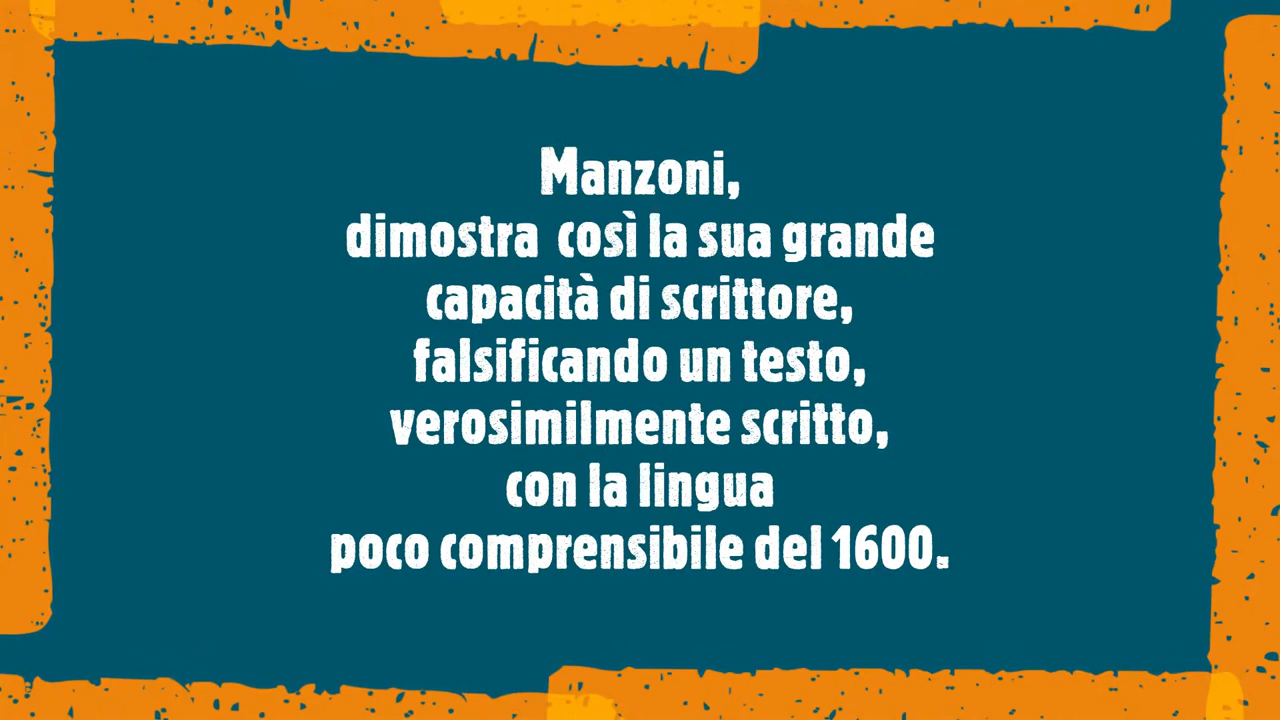 Manzoni,
dimostra così la sua grande
capacità di scrittore,
falsificando un testo,
verosimilmente scritto,
con la lingua
poco comprensibile del 1600.